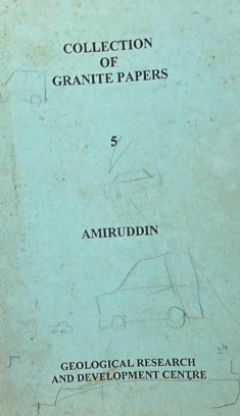 COLLECTION
OF
GRANITE PAPERS
5
AMIRUDDIN
GEOLOGICAL RESEARCH
AND DEVELOPMENT CENTRE